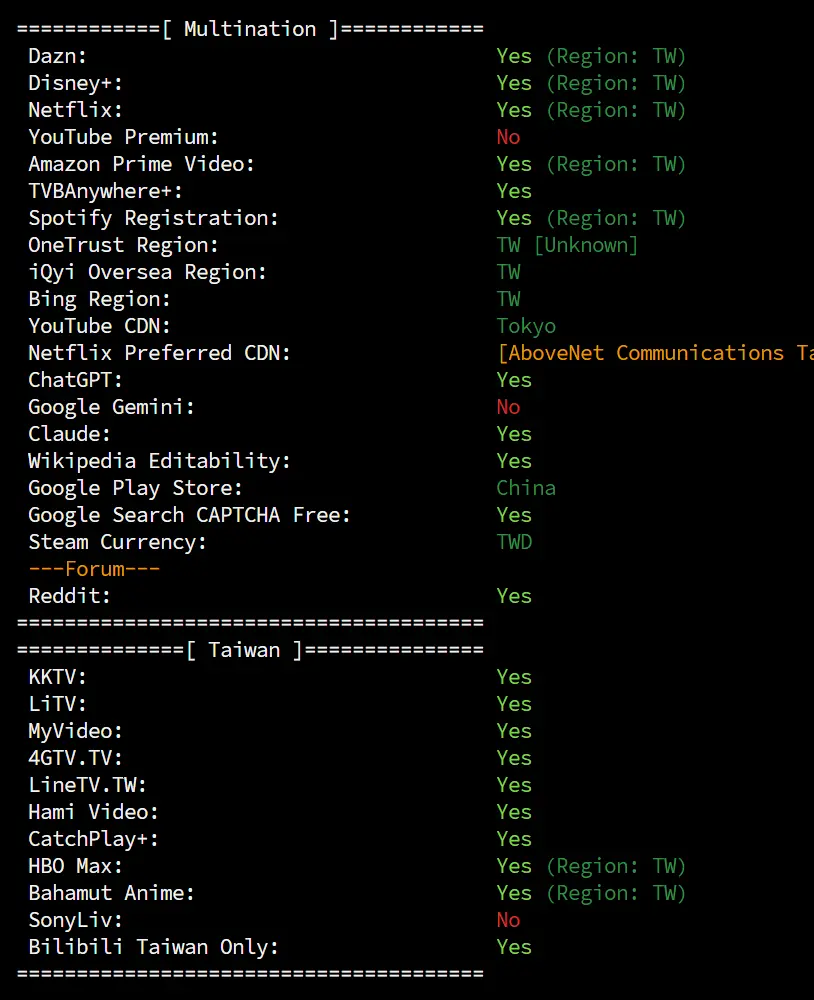 ============[ Multination ]============
Dazn: Yes (Region: TW)
Disney+: Yes (Region: TW)
Netflix: Yes (Region: TW)
YouTube Premium: No
Amazon Prime Video: Yes (Region: TW)
TVBAnywhere+: Yes
Spotify Registration: Yes (Region: TW)
OneTrust Region: TW [Unknown]
iQyi Oversea Region: TW
Bing Region: TW
YouTube CDN: Tokyo
Netflix Preferred CDN: [AboveNet Communications Ta
ChatGPT: Yes
Google Gemini: No
Claude: Yes
Wikipedia Editability: Yes
Google Play Store: China
Google Search CAPTCHA Free: Yes
Steam Currency: TWD
---Forum---
Reddit: Yes
=======================================
==============[ Taiwan ]===============
KKTV: Yes
LiTV: Yes
MyVideo: Yes
4GTV.TV: Yes
LineTV.TW: Yes
Hami Video: Yes
CatchPlay+: Yes
HBO Max: Yes (Region: TW)
Bahamut Anime: Yes (Region: TW)
SonyLiv: No
Bilibili Taiwan Only: Yes
=======================================